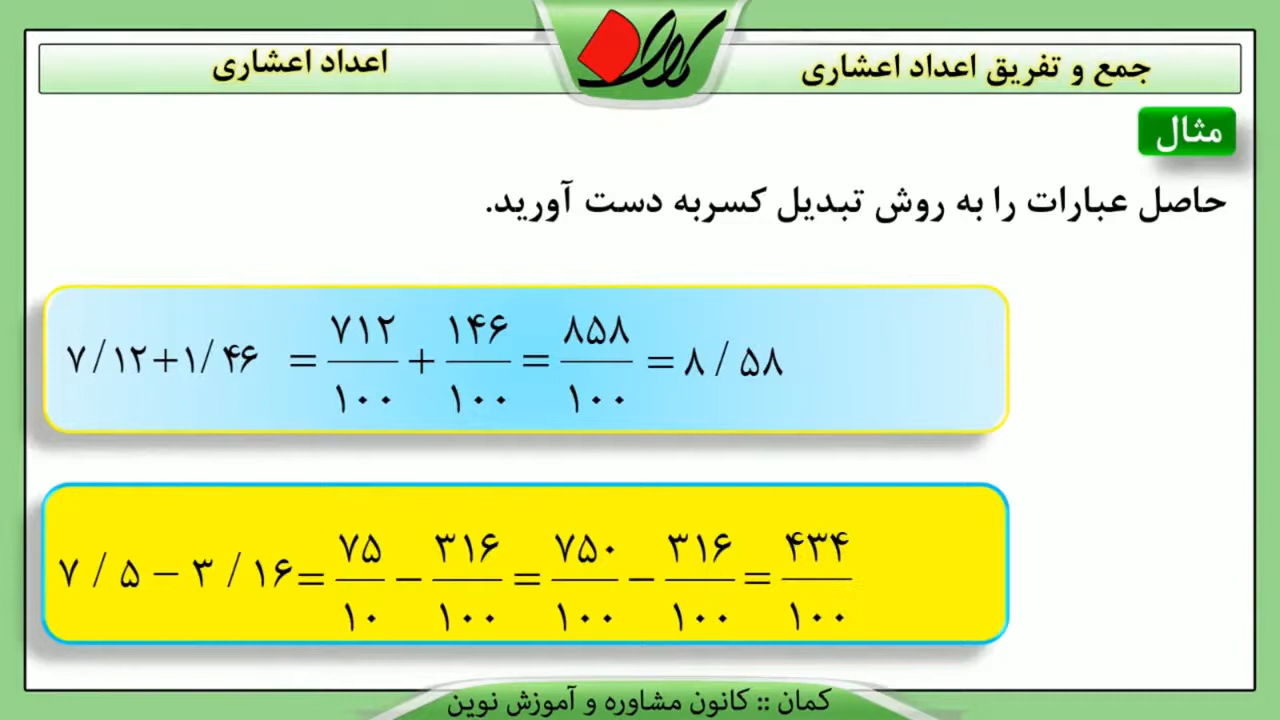 جمع و تفریق اعداد اعشاری
کمان
اعداد اعشاری
مثال
حاصل عبارات را به روش تبدیل کسربه دست آورید.
۷/۱۲+۱/۴۶ = ۷۱۲/۱۰۰ + ۱۴۶/۱۰۰ = ۸۵۸/۱۰۰ = ۸/۵۸
۷/۵ − ۳/۱۶ = ۷۵/۱۰ − ۳۱۶/۱۰۰ = ۷۵۰/۱۰۰ − ۳۱۶/۱۰۰ = ۴۳۴/۱۰۰
کمان :: کانون مشاوره و آموزش نوین